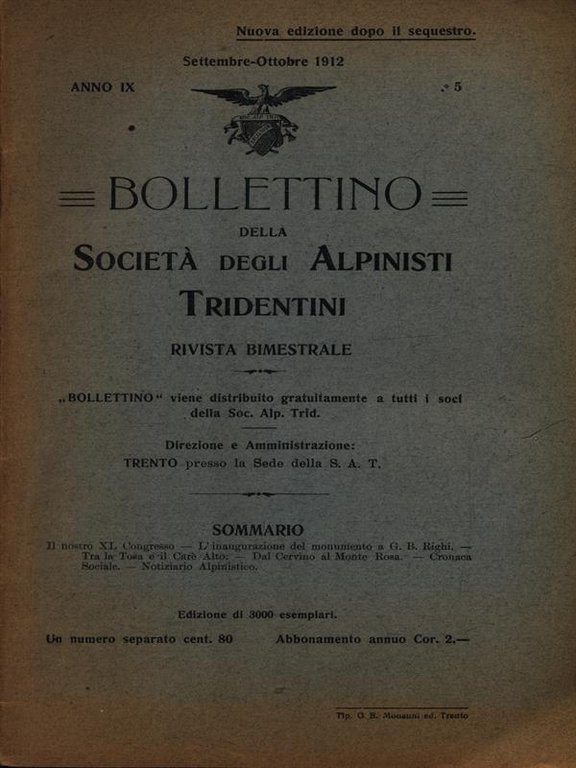 Nuova edizione dopo il sequestro.
Settembre-Ottobre 1912
ANNO IX
.° 5
BOLLETTINO
DELLA
SOCIETÀ DEGLI ALPINISTI
TRIDENTINI
RIVISTA BIMESTRALE
„BOLLETTINO“ viene distribuito gratuitamente a tutti i soci
della Soc. Alp. Trid.
Direzione e Amministrazione:
TRENTO presso la Sede della S. A. T.
SOMMARIO
Il nostro XL Congresso — L'inaugurazione del monumento a G. B. Righi. —
Tra la Tosa e il Carè Alto: — Dal Cervino al Monte Rosa. — Cronaca
Sociale. — Notiziario Alpinistico.
Edizione di 3000 esemplari.
Un numero separato cent. 80
Abbonamento annuo Cor. 2.—
Tip. G. B. Monauni ed. Trento